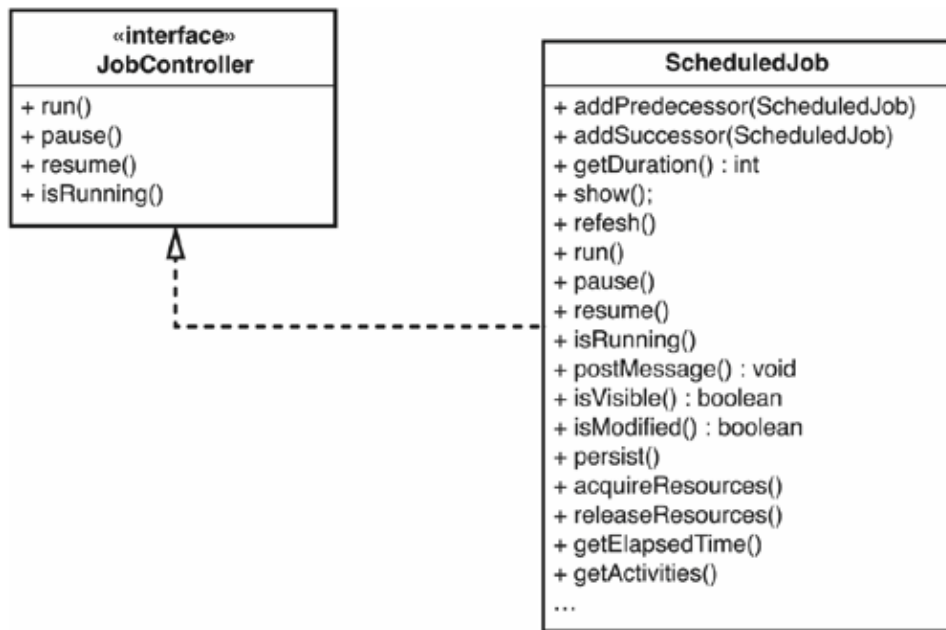 «interface»
JobController
+ run()
+ pause()
+ resume()
+ isRunning()
ScheduledJob
+ addPredecessor(ScheduledJob)
+ addSuccessor(ScheduledJob)
+ getDuration() : int
+ show();
+ refesh()
+ run()
+ pause()
+ resume()
+ isRunning()
+ postMessage() : void
+ isVisible() : boolean
+ isModified() : boolean
+ persist()
+ acquireResources()
+ releaseResources()
+ getElapsedTime()
+ getActivities()
...